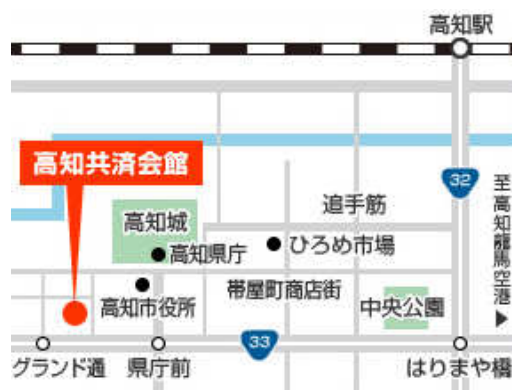 高知駅
高知共済会館
32
至高知龍馬空港▶
追手筋
高知城
高知県庁
ひろめ市場
高知市役所
帯屋町商店街
中央公園
33
グランド通
県庁前
はりまや橋